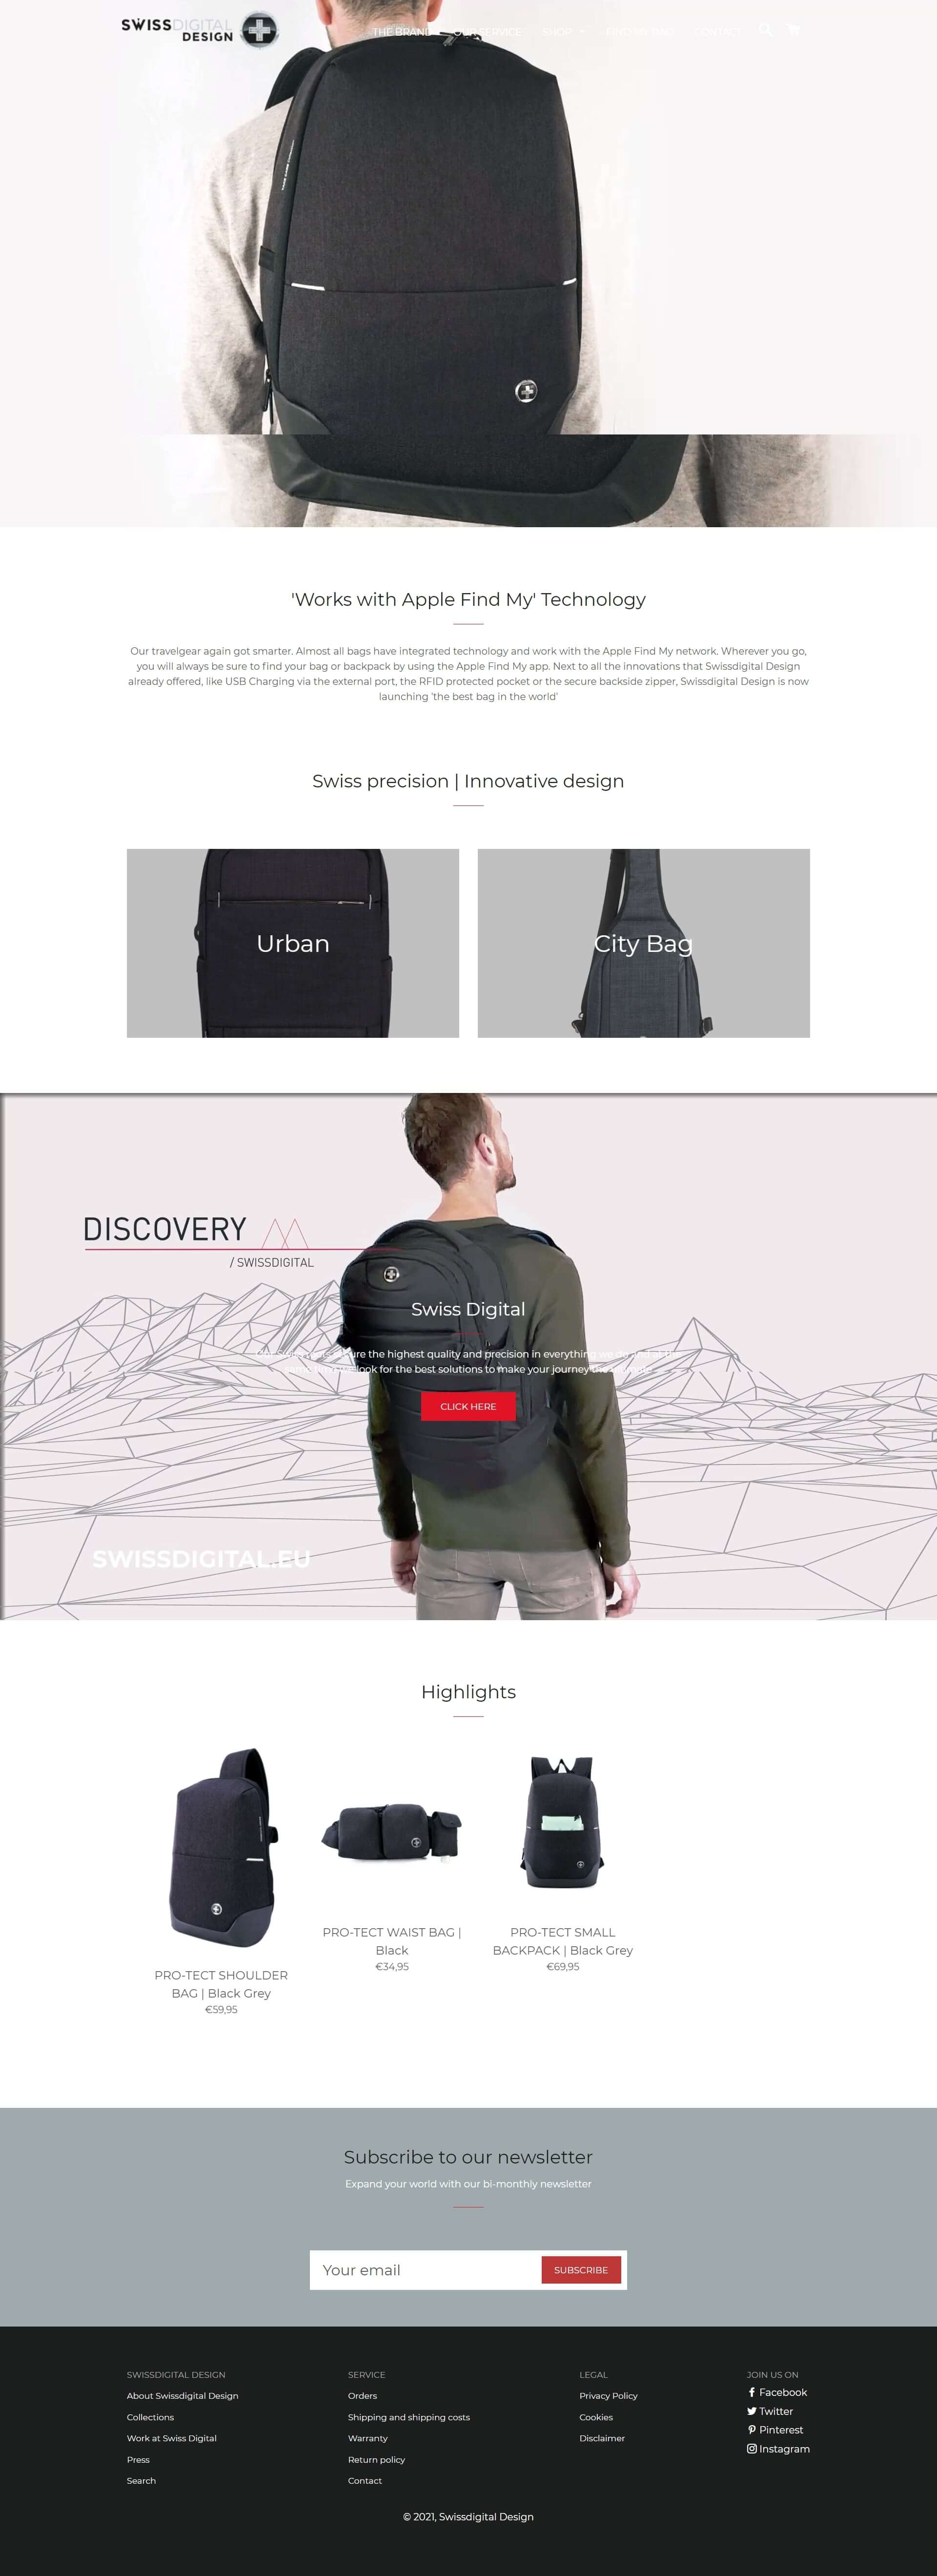 SWISSDIGITAL
DESIGN
THE BRAND
SERVICE
SHOP
CONTACT
'Works with Apple Find My' Technology
Our travelgear again got smarter. Almost all bags have integrated technology and work with the Apple Find My network. Wherever you go,
you will always be sure to find your bag or backpack by using the Apple Find My app. Next to all the innovations that Swissdigital Design
already offered, like USB Charging via the external port, the RFID protected pocket or the secure backside zipper, Swissdigital Design is now
launching 'the best bag in the world'
Swiss precision | Innovative design
Urban
City Bag
DISCOVERY
/ SWISSDIGITAL
Swiss Digital
the highest quality and precision in everything we do
look for the best solutions to make your journey the
CLICK HERE
SWISSDIGITAL.EU
Highlights
PRO-TECT SHOULDER
BAG | Black Grey
€59,95
PRO-TECT WAIST BAG |
Black
€34,95
PRO-TECT SMALL
BACKPACK | Black Grey
€69,95
Subscribe to our newsletter
Expand your world with our bi-monthly newsletter
Your email
SUBSCRIBE
SWISSDIGITAL DESIGN
About Swissdigital Design
Collections
Work at Swiss Digital
Press
Search
SERVICE
Orders
Shipping and shipping costs
Warranty
Return policy
Contact
LEGAL
Privacy Policy
Cookies
Disclaimer
JOIN US ON
Facebook
Twitter
Pinterest
Instagram
© 2021, Swissdigital Design